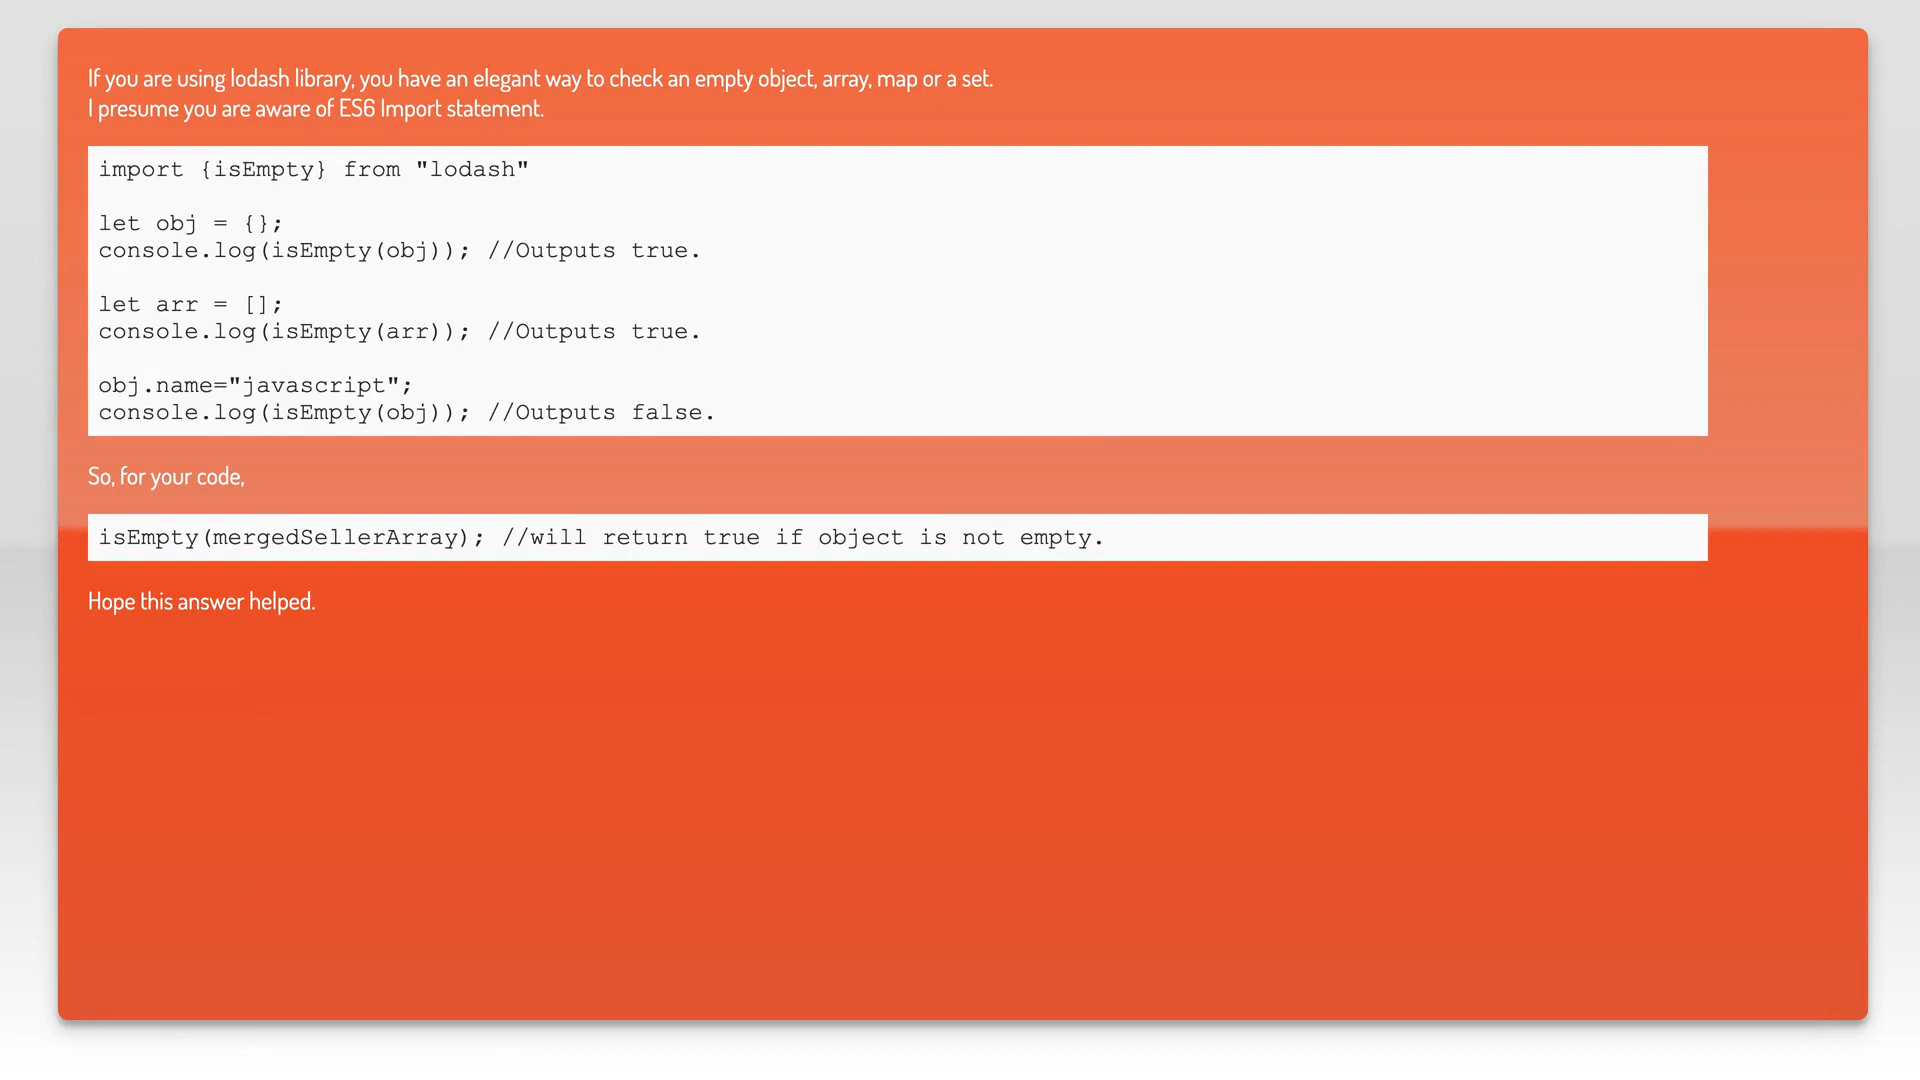 If you are using lodash library, you have an elegant way to check an empty object, array, map or a set.
I presume you are aware of ES6 Import statement.
import {isEmpty} from "lodash"
let obj = {};
console.log(isEmpty(obj)); //Outputs true.
let arr = [];
console.log(isEmpty(arr)); //Outputs true.
obj.name="javascript";
console.log(isEmpty(obj)); //Outputs false.
So, for your code,
isEmpty(mergedSellerArray); //will return true if object is not empty.
Hope this answer helped.